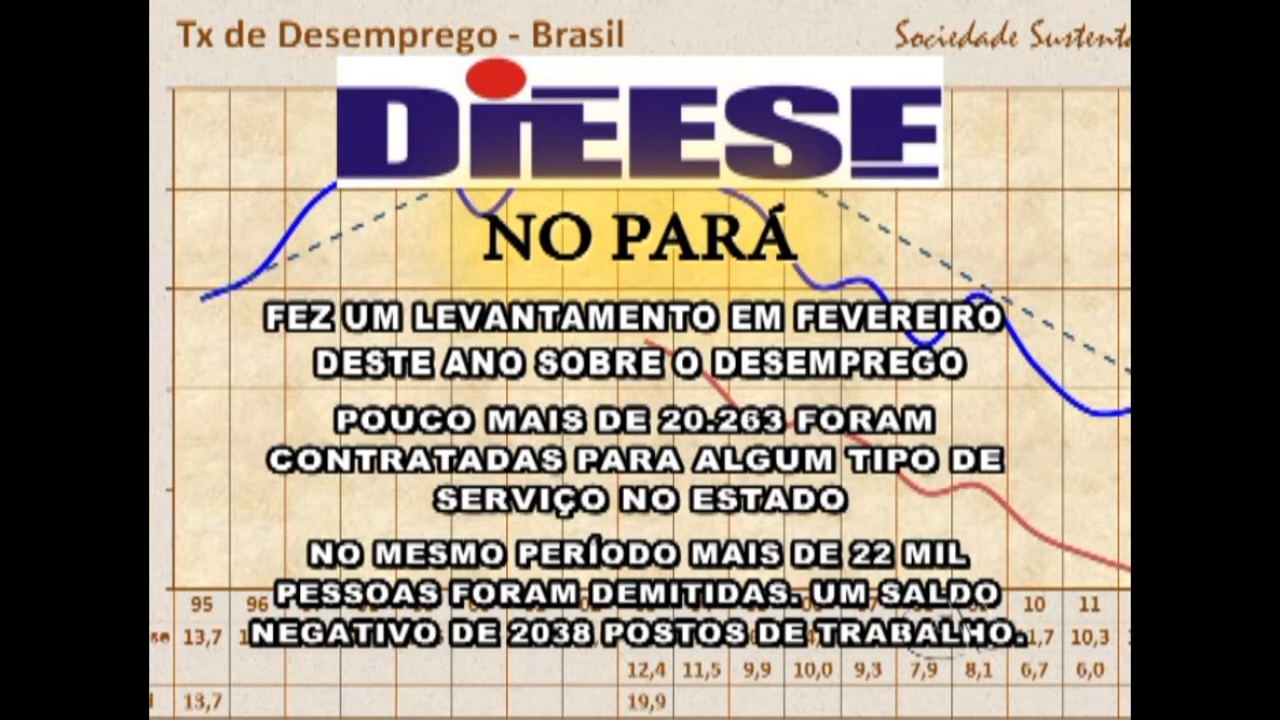 Tx de Desemprego - Brasil
Sociedade
DIEESE
NO PARÁ
FEZ UM LEVANTAMENTO EM FEVEREIRO
DESTE ANO SOBRE O DESEMPREGO
POUCO MAIS DE 20.263 FORAM
CONTRATADAS PARA ALGUM TIPO DE
SERVIÇO NO ESTADO
NO MESMO PERÍODO MAIS DE 22 MIL
PESSOAS FORAM DEMITIDAS. UM SALDO
NEGATIVO DE 2038 POSTOS DE TRABALHO.
95 96 10 11
13,7 10,3
12,4 11,5 9,9 10,0 9,3 7,9 8,1 6,7 6,0
13,7 19,9